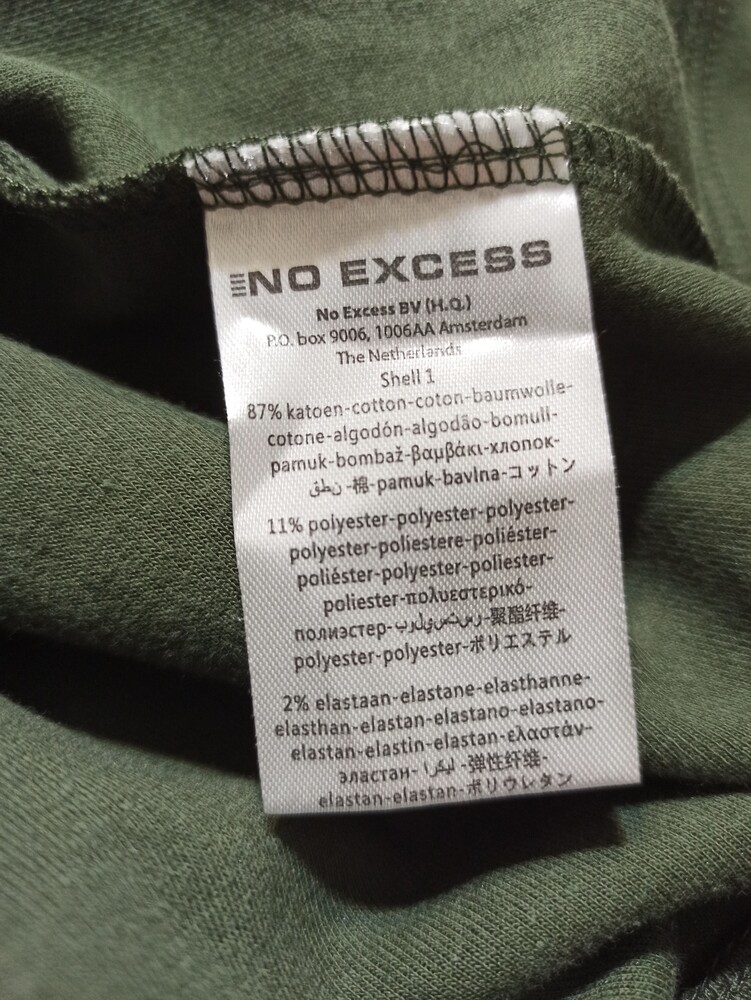 NO EXCESS
No Excess BV (H.Q.)
P.O. box 9006, 1006AA Amsterdam
The Netherlands
Shell 1
87% katoen-cotton-coton-baumwolle-
cotone-algodón-algodão-bomull-
pamuk-bombaž-βαμβάκι-хлопок-
نطق -棉-pamuk-bavlna-コットン
11% polyester-polyester-polyester-
polyester-poliestere-poliéster-
poliéster-polyester-poliester-
poliester-πολυεστερικό-
полиэстер-رتسيلوب-聚酯纤维-
polyester-polyester-ポリエステル
2% elastaan-elastane-elasthanne-
elasthan-elastan-elastano-elastano-
elastan-elastin-elastan-ελαστάν-
эластан- -弹性纤维-
elastan-elastan-ポリウレタン